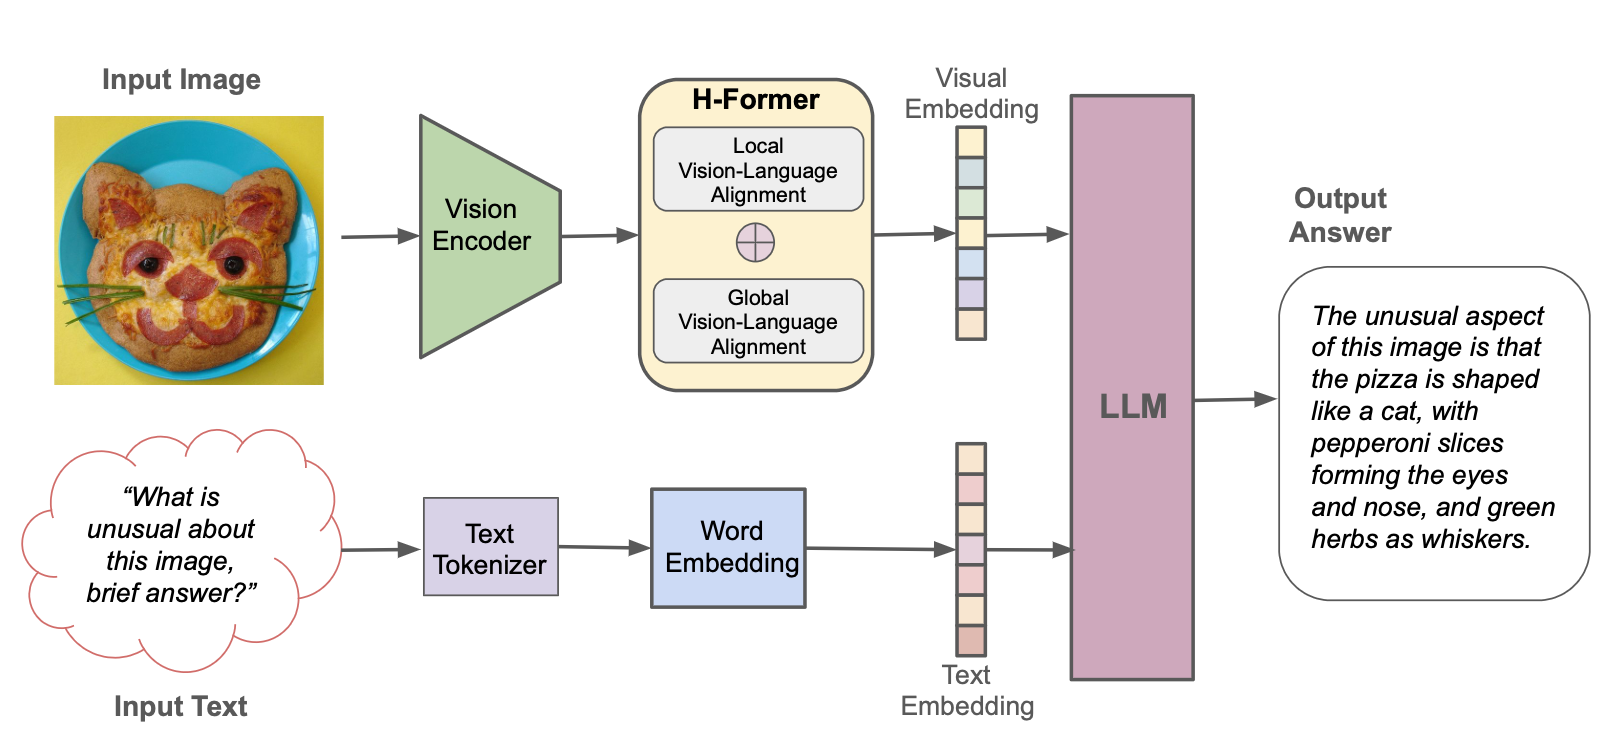 Input Image
Vision
Encoder
H-Former
Local
Vision-Language
Alignment
Global
Vision-Language
Alignment
Visual
Embedding
LLM
Output
Answer
The unusual aspect
of this image is that
the pizza is shaped
like a cat, with
pepperoni slices
forming the eyes
and nose, and green
herbs as whiskers.
“What is
unusual about
this image,
brief answer?”
Input Text
Text
Tokenizer
Word
Embedding
Text
Embedding